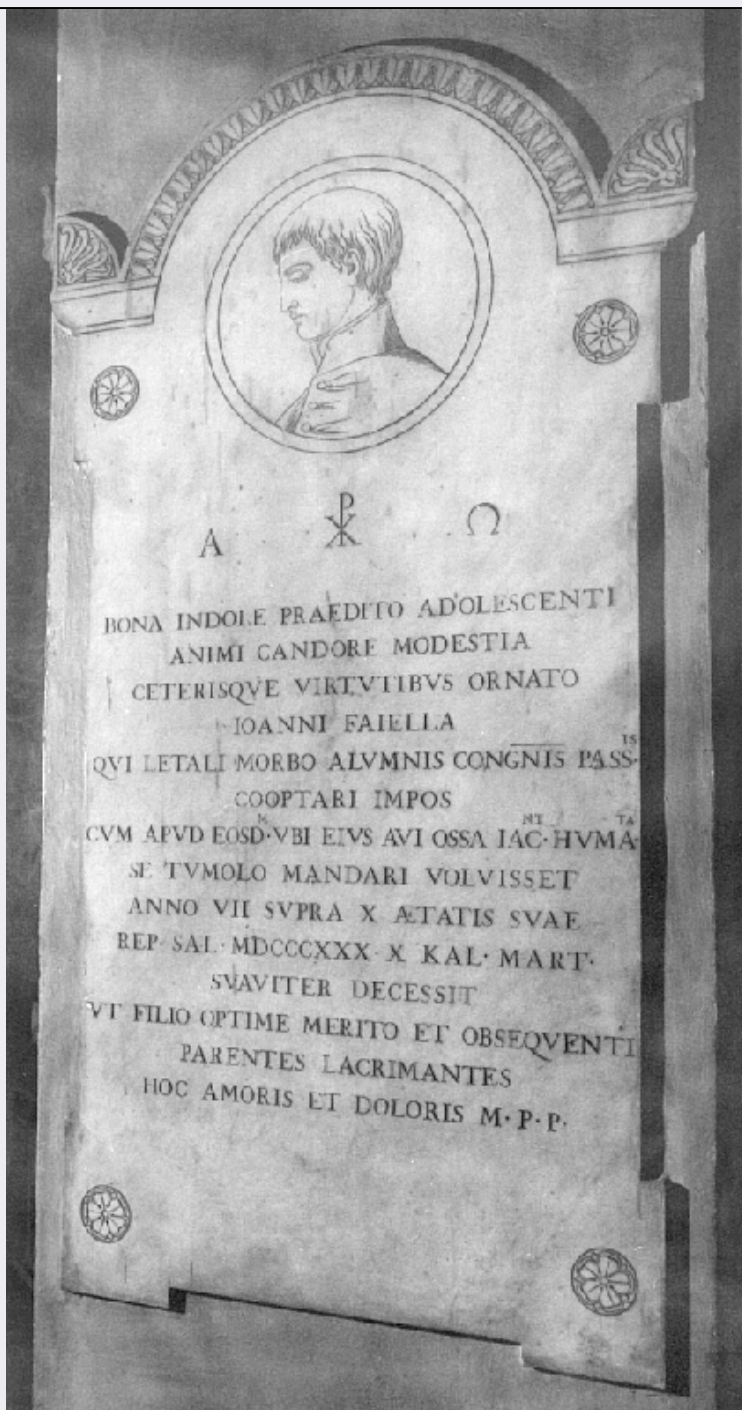 Α ☧ Ω
BONA INDOLE PRAEDITO ADOLESCENTI
ANIMI CANDORE MODESTIA
CETERISQVE VIRTVTIBVS ORNATO
IOANNI FAIELLA
QVI LETALI MORBO ALVMNIS CONGNIS PASS·IS
COOPTARI IMPOS
CVM APVD EOSD·M VBI EIVS AVI OSSA IAC·NT HVMA·TA
SE TVMOLO MANDARI VOLVISSET
ANNO VII SVPRA X ÆTATIS SVAE
REP· SAL· MDCCCXXX· X KAL· MART·
SVAVITER DECESSIT
VT FILIO OPTIME MERITO ET OBSEQVENTI
PARENTES LACRIMANTES
HOC AMORIS ET DOLORIS M· P· P·